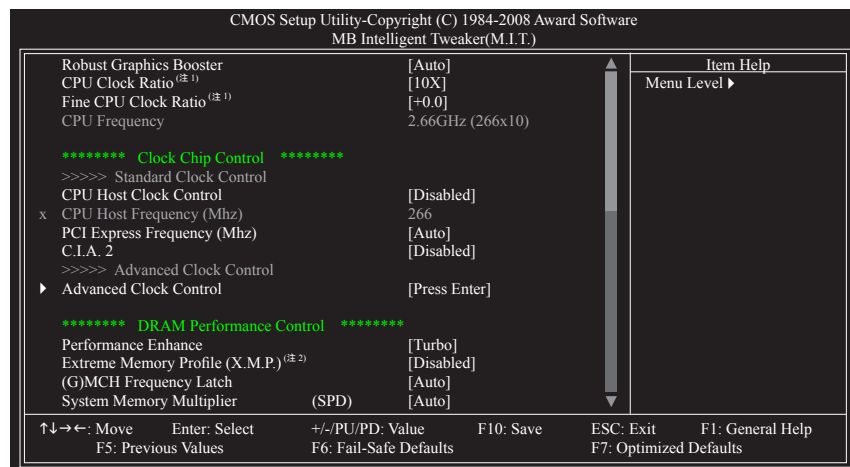 CMOS Setup Utility-Copyright (C) 1984-2008 Award Software
MB Intelligent Tweaker(M.I.T.)
Robust Graphics Booster [Auto]
CPU Clock Ratio (注 1) [10X]
Fine CPU Clock Ratio (注 1) [+0.0]
CPU Frequency 2.66GHz (266x10)
******** Clock Chip Control ********
>>>>> Standard Clock Control
CPU Host Clock Control [Disabled]
x CPU Host Frequency (Mhz) 266
PCI Express Frequency (Mhz) [Auto]
C.I.A. 2 [Disabled]
>>>>> Advanced Clock Control
Advanced Clock Control [Press Enter]
******** DRAM Performance Control ********
Performance Enhance [Turbo]
Extreme Memory Profile (X.M.P.) (注 2) [Disabled]
(G)MCH Frequency Latch [Auto]
System Memory Multiplier (SPD) [Auto]
Item Help
Menu Level
↑↓→←: Move Enter: Select +/-/PU/PD: Value F10: Save ESC: Exit F1: General Help
F5: Previous Values F6: Fail-Safe Defaults F7: Optimized Defaults